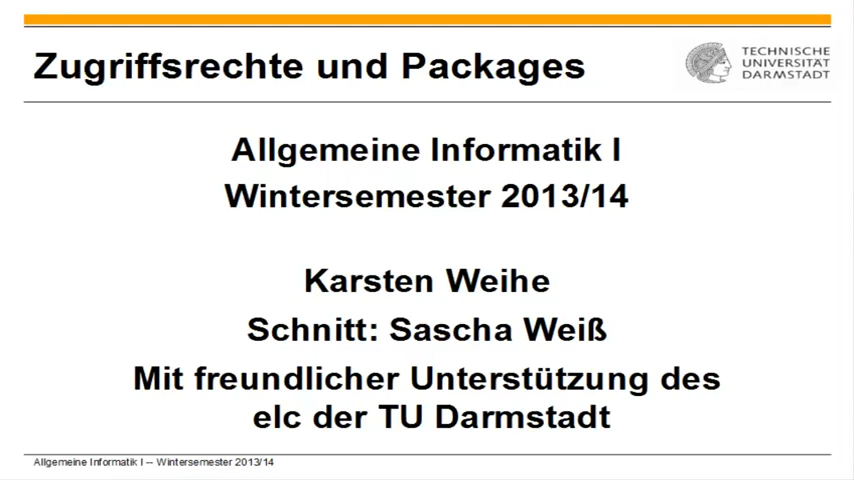 Zugriffsrechte und Packages
TECHNISCHE
UNIVERSITÄT
DARMSTADT
Allgemeine Informatik I
Wintersemester 2013/14
Karsten Weihe
Schnitt: Sascha Weiß
Mit freundlicher Unterstützung des
elc der TU Darmstadt
Allgemeine Informatik I – Wintersemester 2013/14